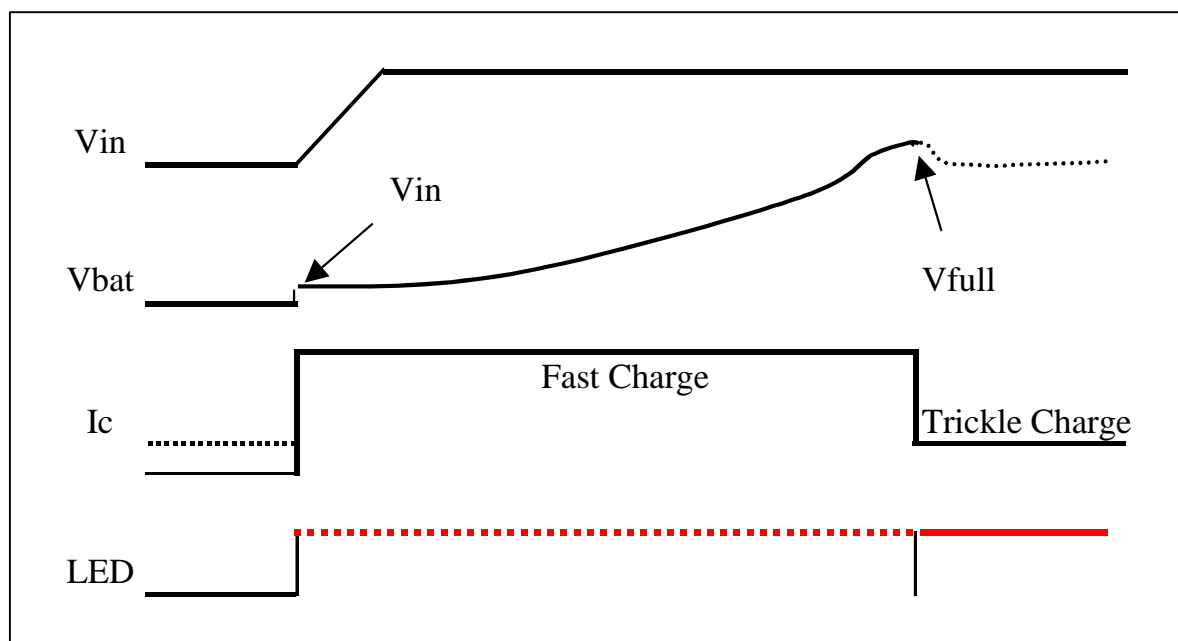 Vin
Vin
Vbat
Vfull
Fast Charge
Ic
Trickle Charge
LED